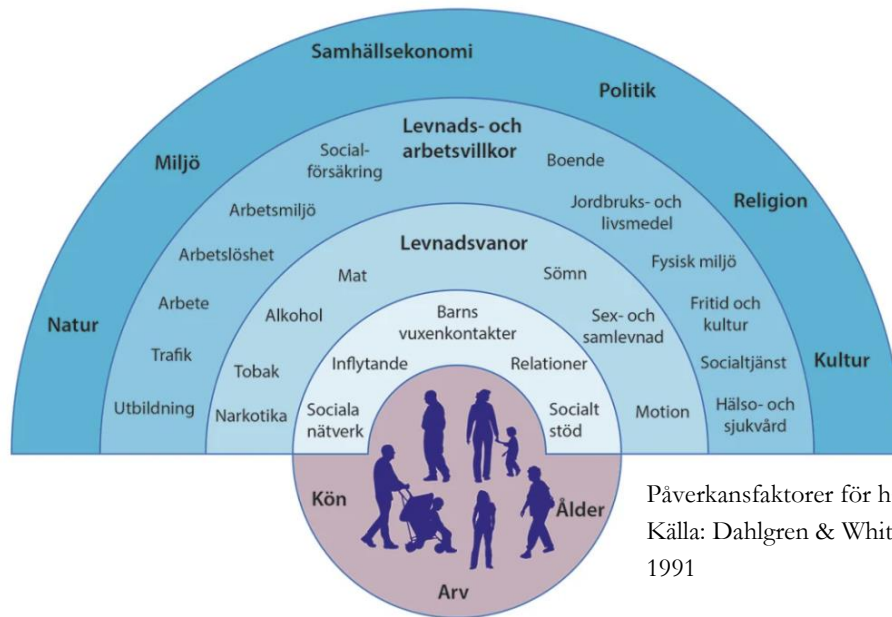 Samhällsekonomi
Politik
Miljö
Religion
Natur
Kultur
Levnads- och
arbetsvillkor
Social-
försäkring
Boende
Arbetsmiljö
Jordbruks- och
livsmedel
Arbetslöshet
Fysisk miljö
Arbete
Fritid och
kultur
Trafik
Socialtjänst
Utbildning
Hälso- och
sjukvård
Levnadsvanor
Mat
Sömn
Alkohol
Sex- och
samlevnad
Tobak
Narkotika
Motion
Barns
vuxenkontakter
Inflytande
Relationer
Sociala
nätverk
Socialt
stöd
Kön
Ålder
Arv
Påverkansfaktorer för h
Källa: Dahlgren & Whit
1991